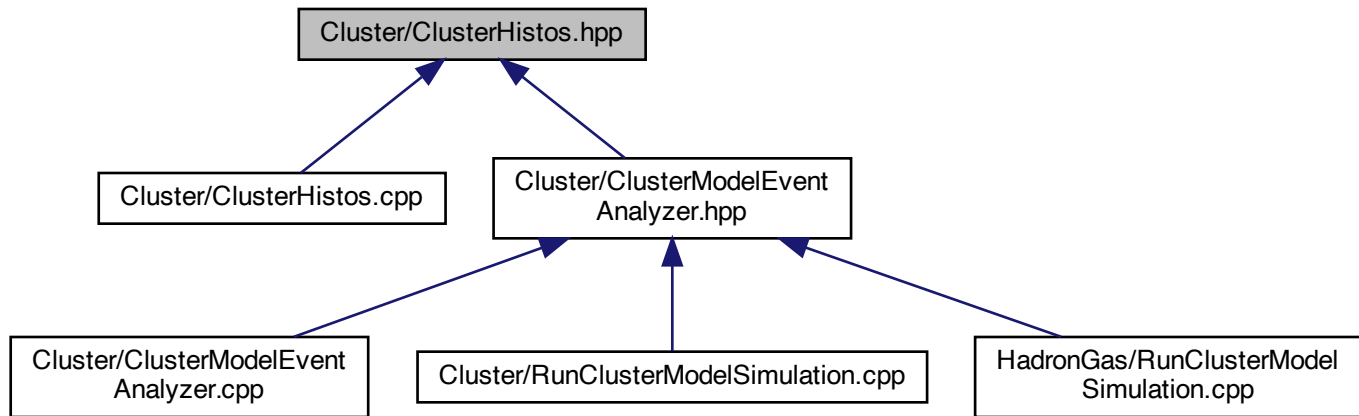 Cluster/ClusterHistos.hpp
Cluster/ClusterHistos.cpp
Cluster/ClusterModelEvent
Analyzer.hpp
Cluster/ClusterModelEvent
Analyzer.cpp
Cluster/RunClusterModelSimulation.cpp
HadronGas/RunClusterModel
Simulation.cpp